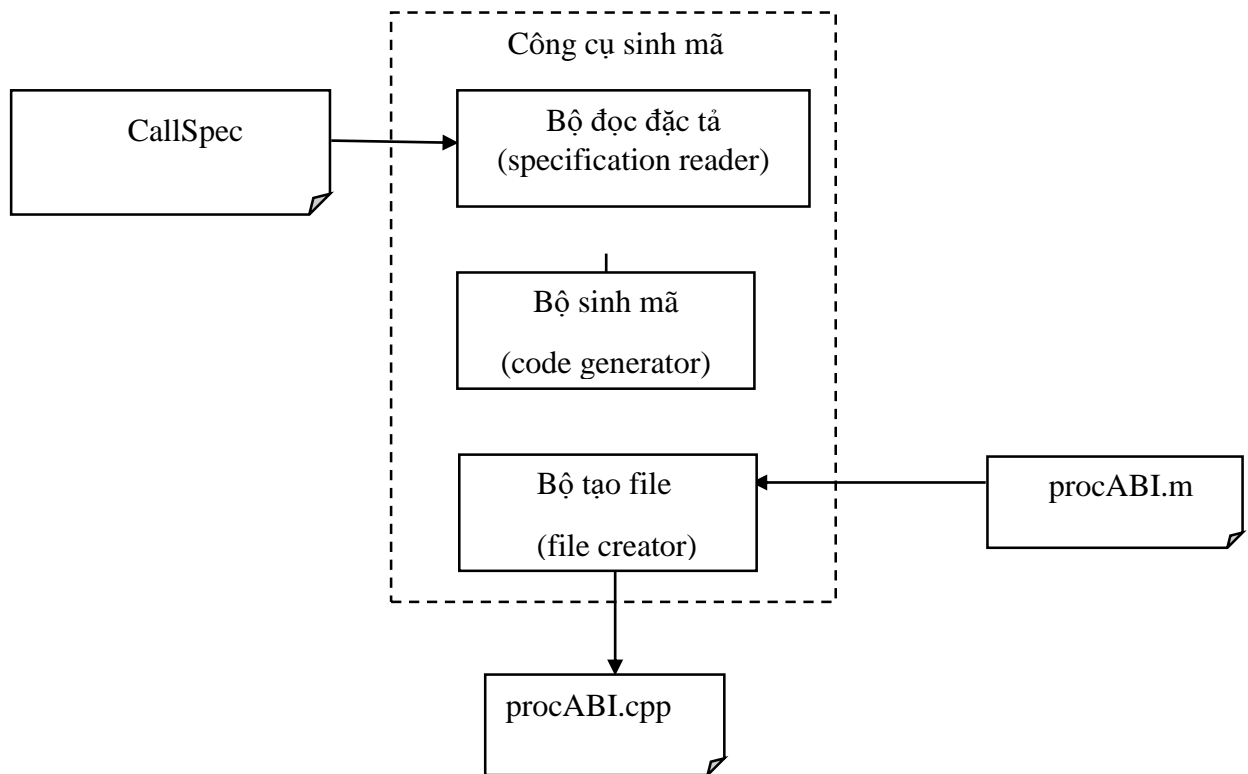 Công cụ sinh mã
CallSpec
Bộ đọc đặc tả
(specification reader)
Bộ sinh mã
(code generator)
Bộ tạo file
(file creator)
procABI.m
procABI.cpp